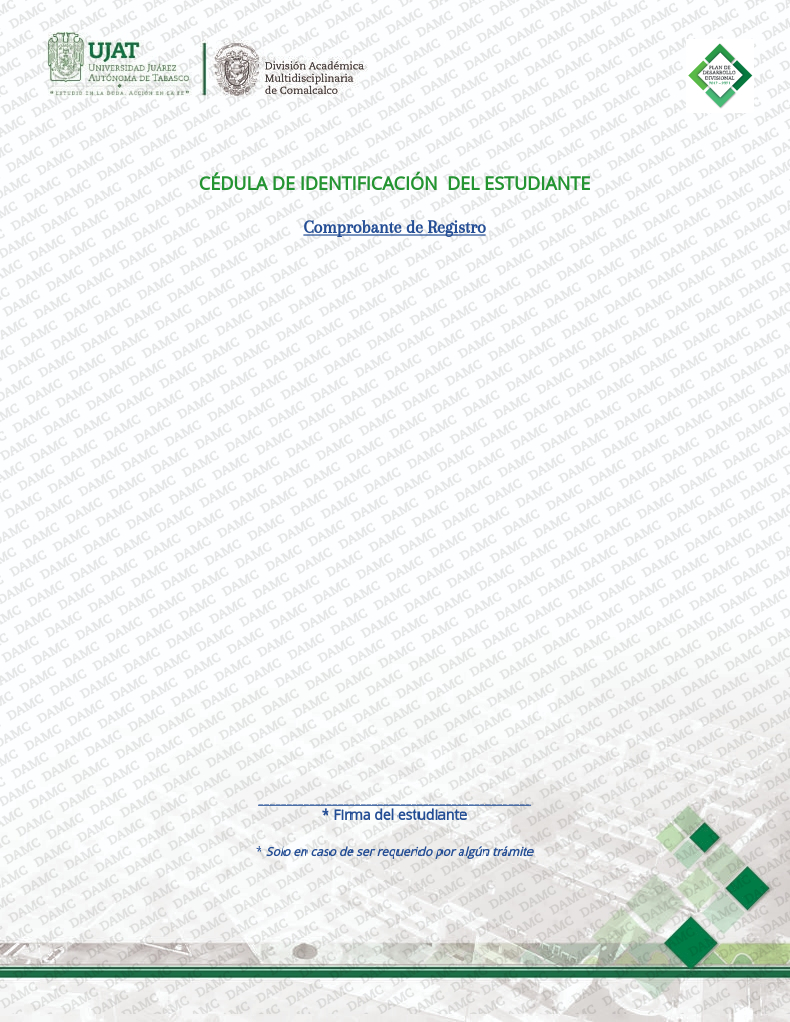 UJAT
UNIVERSIDAD JUÁREZ
AUTÓNOMA DE TABASCO
"ESTUDIO EN LA DUDA. ACCIÓN EN LA FE"
División Académica
Multidisciplinaria
de Comalcalco
PLAN DE
DESARROLLO
DIVISIONAL
CÉDULA DE IDENTIFICACIÓN  DEL ESTUDIANTE
Comprobante de Registro
* Firma del estudiante
* Solo en caso de ser requerido por algún trámite
DAMC